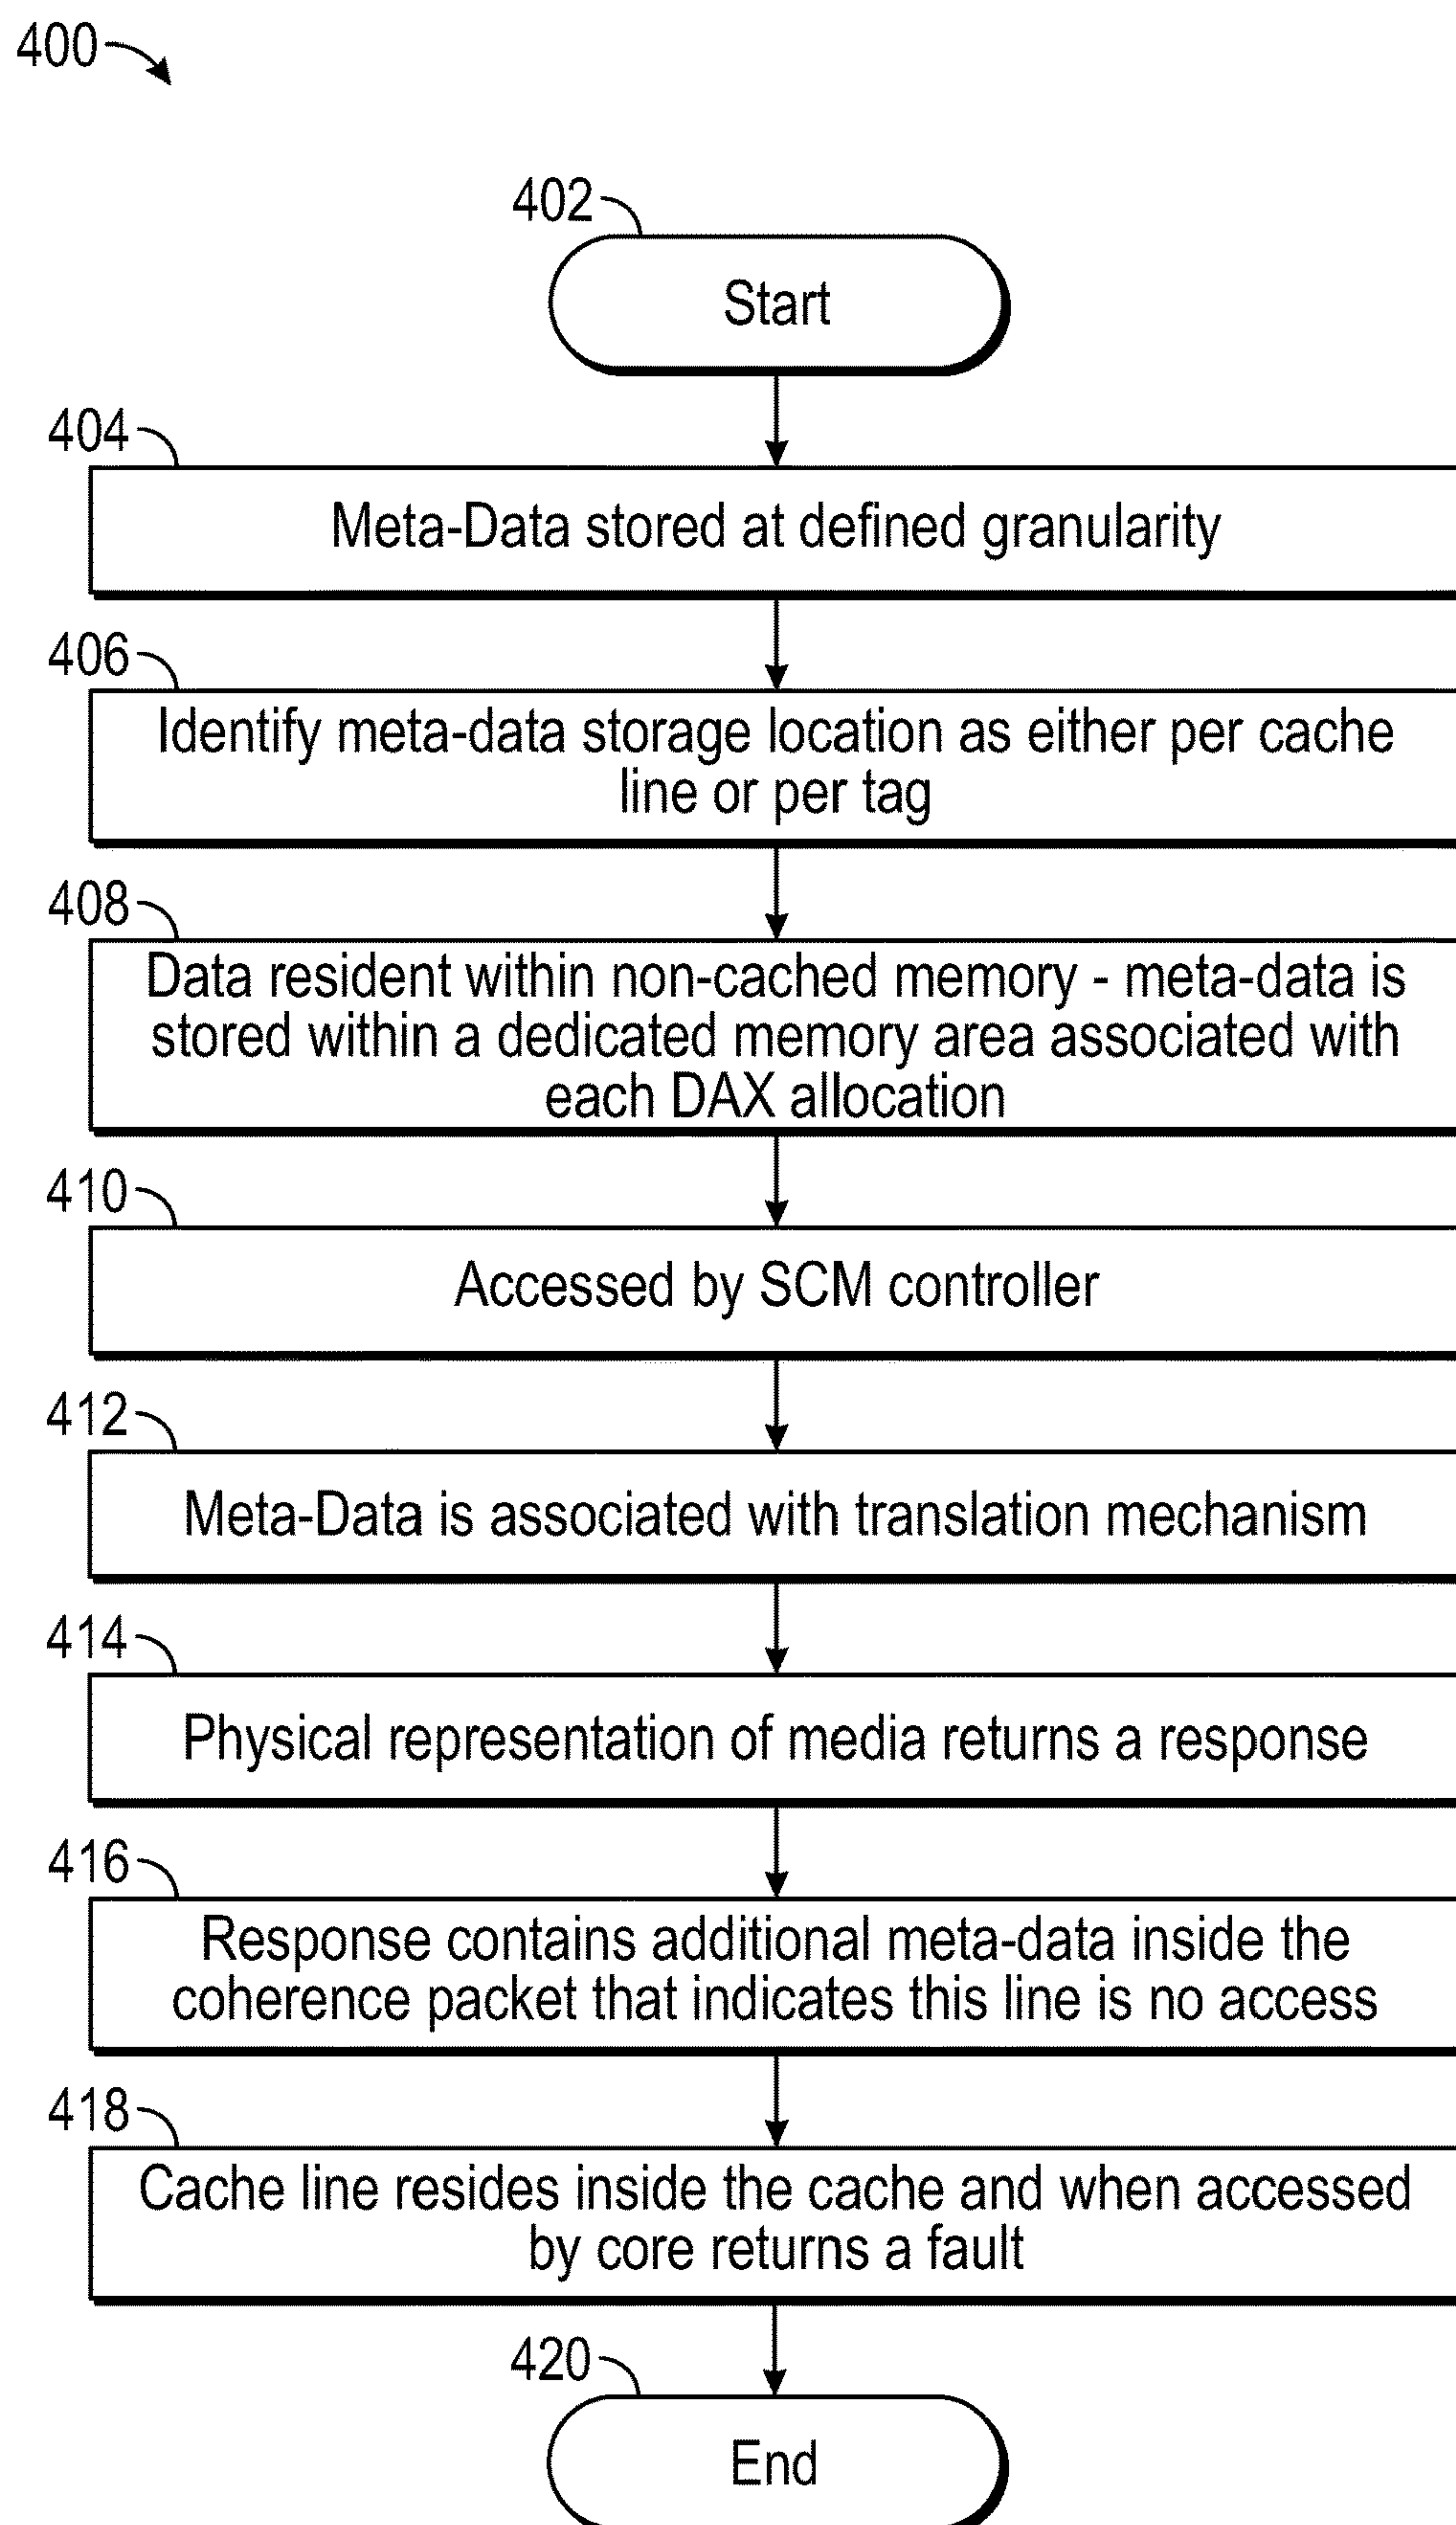 400
402
Start
404
Meta-Data stored at defined granularity
406
Identify meta-data storage location as either per cache
line or per tag
408
Data resident within non-cached memory - meta-data is
stored within a dedicated memory area associated with
each DAX allocation
410
Accessed by SCM controller
412
Meta-Data is associated with translation mechanism
414
Physical representation of media returns a response
416
Response contains additional meta-data inside the
coherence packet that indicates this line is no access
418
Cache line resides inside the cache and when accessed
by core returns a fault
420
End